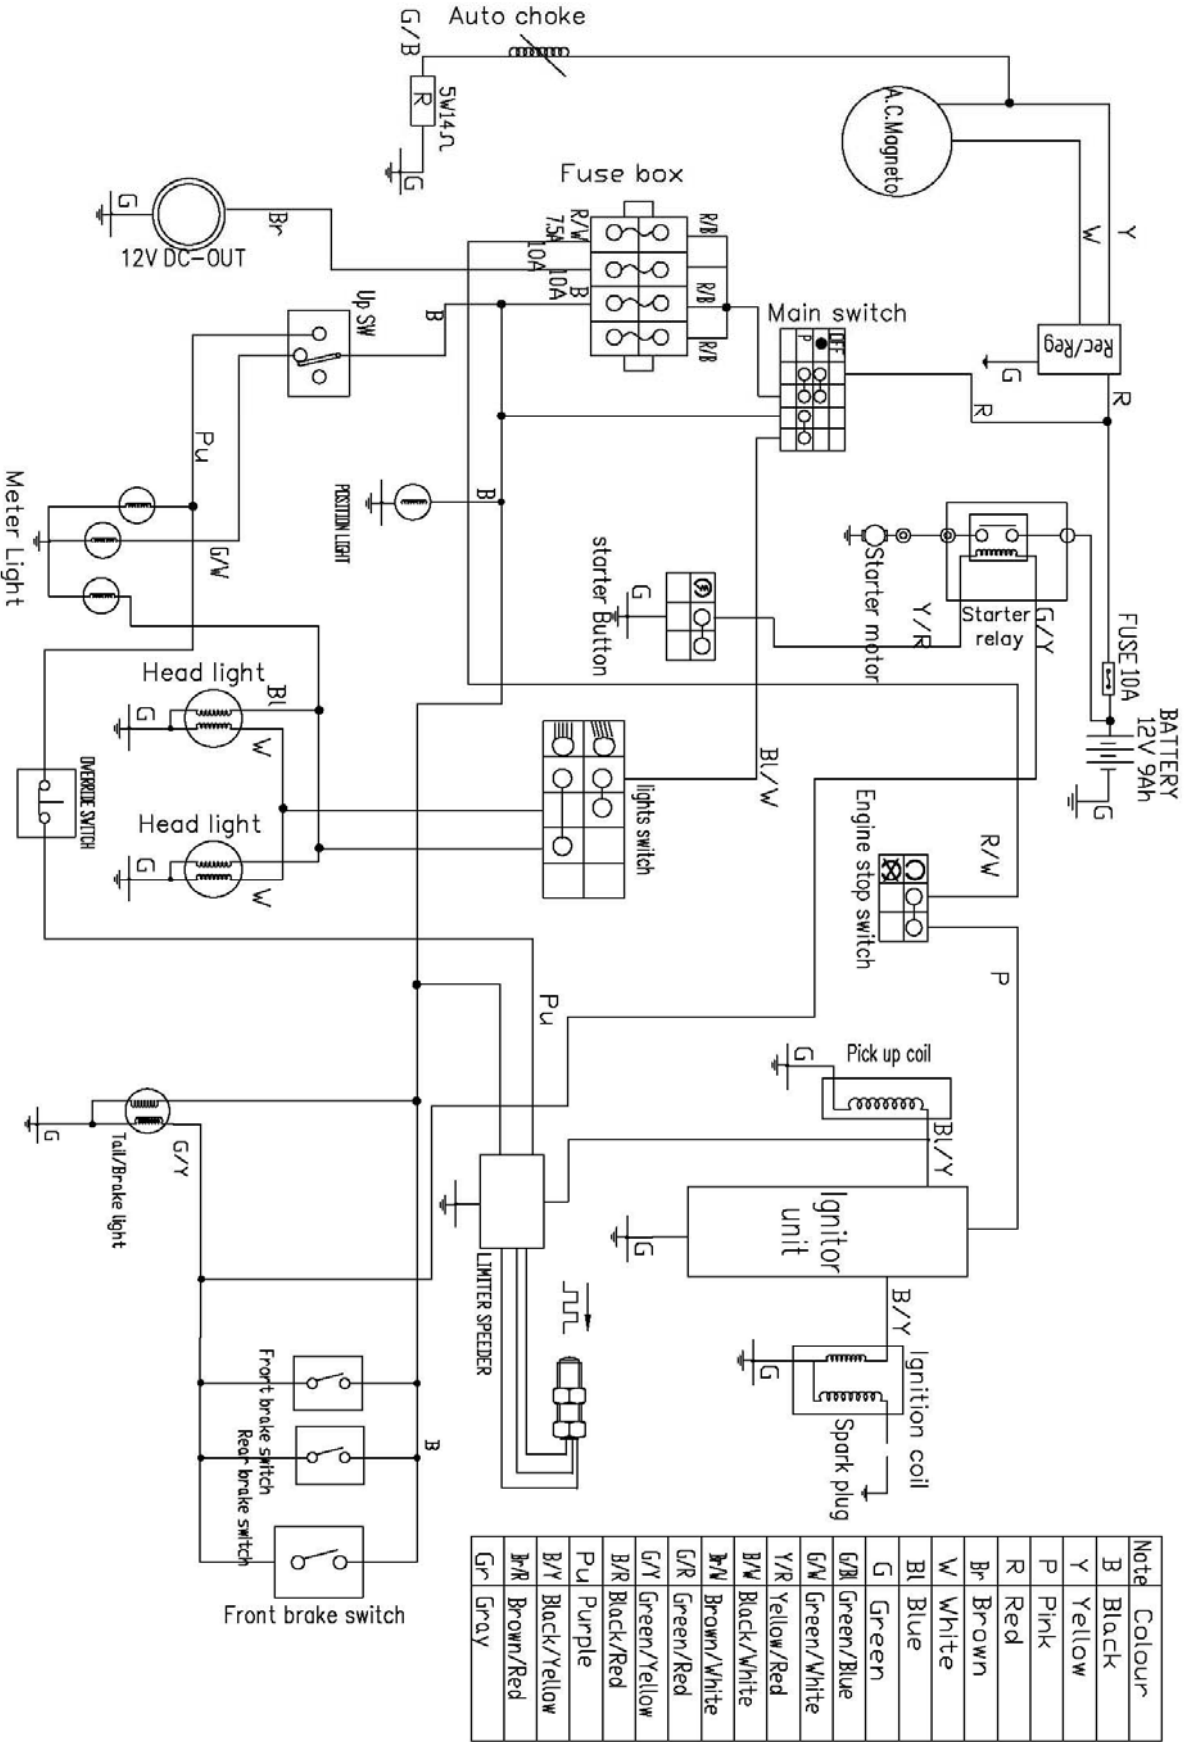 Auto choke
G/B
5W14Ω
R
G
A.C.Magneto
Y
W
Fuse box
R/W
7.5A
10A
10A
B
R/B
R/B
R/B
G
Br
12V DC-OUT
Main switch
OFF
P
Rec/Reg
G
R
R
Up SW
B
Pu
G/W
Meter Light
POSITION LIGHT
B
starter Button
G
Starter motor
Starter
relay
G/Y
Y/R
FUSE 10A
BATTERY
12V 9Ah
G
Head light
Bl
G
W
Head light
G
W
OVERRIDE SWITCH
lights switch
Bl/W
Engine stop switch
R/W
P
Pu
Pick up coil
G
Bl/Y
Ignitor
unit
G
B/Y
Ignition coil
G
Spark plug
LIMITER SPEEDER
Tail/Brake light
G
G/Y
Front brake switch
Rear brake switch
B
Front brake switch
Note Colour
B Black
Y Yellow
P Pink
R Red
Br Brown
W White
Bl Blue
G Green
G/Bl Green/Blue
G/W Green/White
Y/R Yellow/Red
B/W Black/White
Br/W Brown/White
G/R Green/Red
G/Y Green/Yellow
B/R Black/Red
Pu Purple
B/Y Black/Yellow
Br/R Brown/Red
Gr Gray